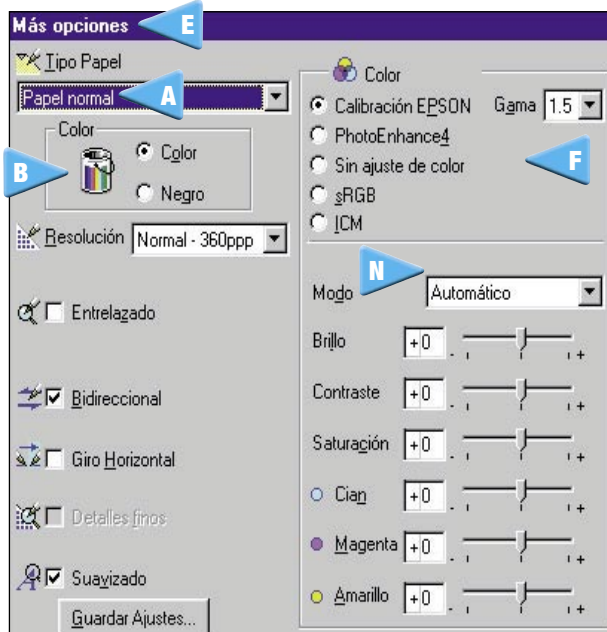 Más opciones
E
Tipo Papel
Papel normal
A
Color
B
Color
Negro
Resolución Normal - 360ppp
Entrelazado
Bidireccional
Giro Horizontal
Detalles finos
Suavizado
Guardar Ajustes...
Color
Calibración EPSON Gama 1.5
PhotoEnhance4
Sin ajuste de color
F
sRGB
ICM
N
Modo Automático
Brillo +0 - +
Contraste +0 - +
Saturación +0 - +
Cian +0 - +
Magenta +0 - +
Amarillo +0 - +